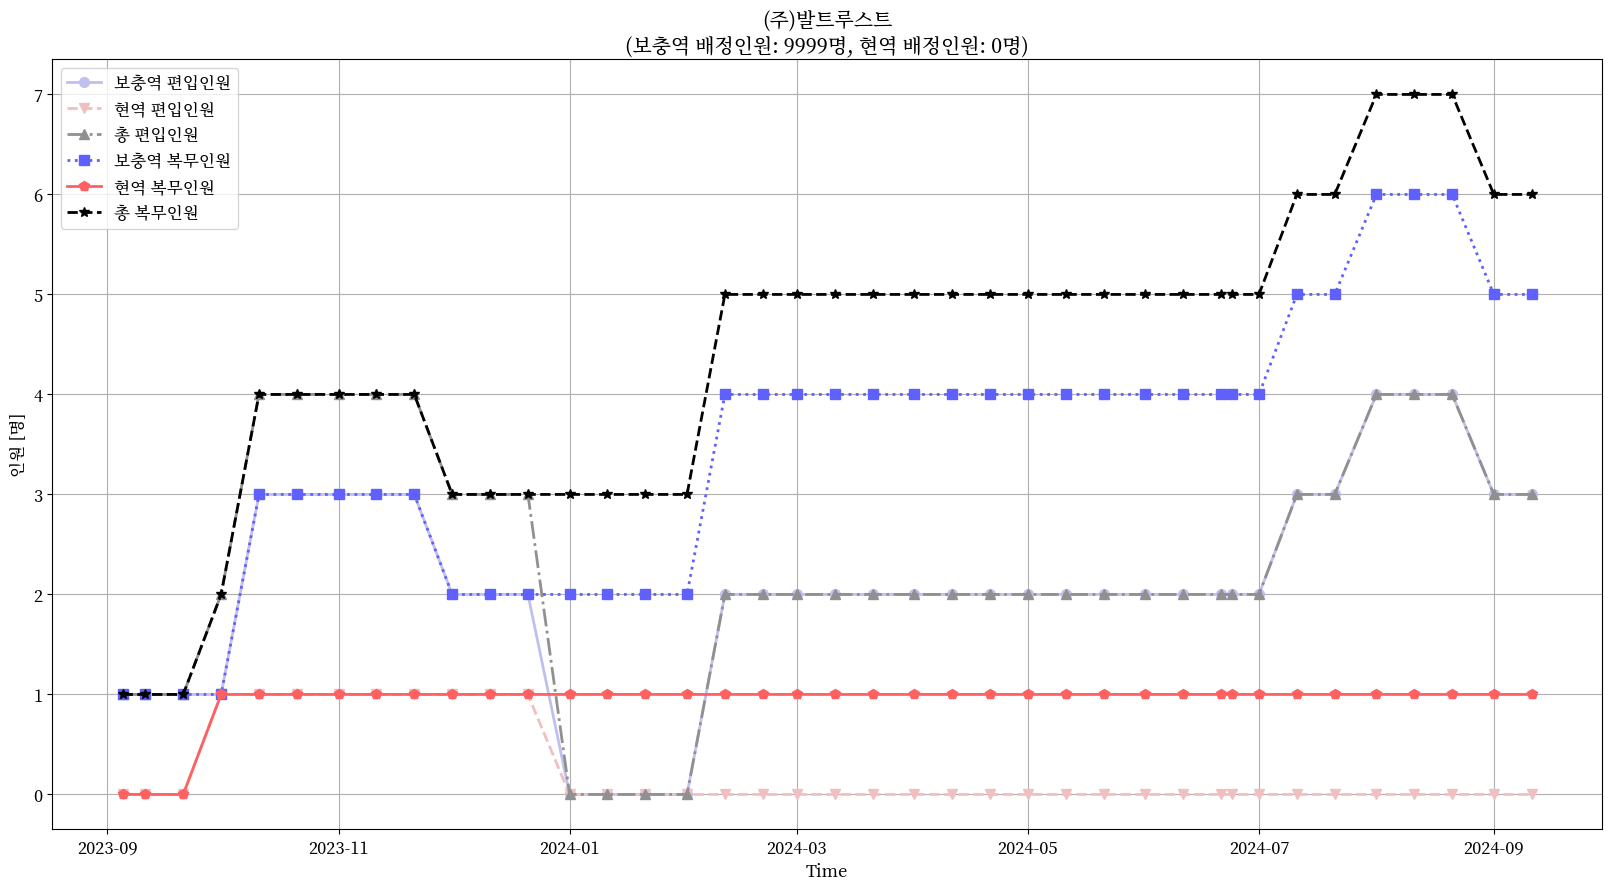 (주)발트루스트
(보충역 배정인원: 9999명, 현역 배정인원: 0명)
보충역 편입인원
현역 편입인원
총 편입인원
보충역 복무인원
현역 복무인원
총 복무인원
7
6
5
4
3
2
1
0
인원 [명]
2023-09
2023-11
2024-01
2024-03
2024-05
2024-07
2024-09
Time